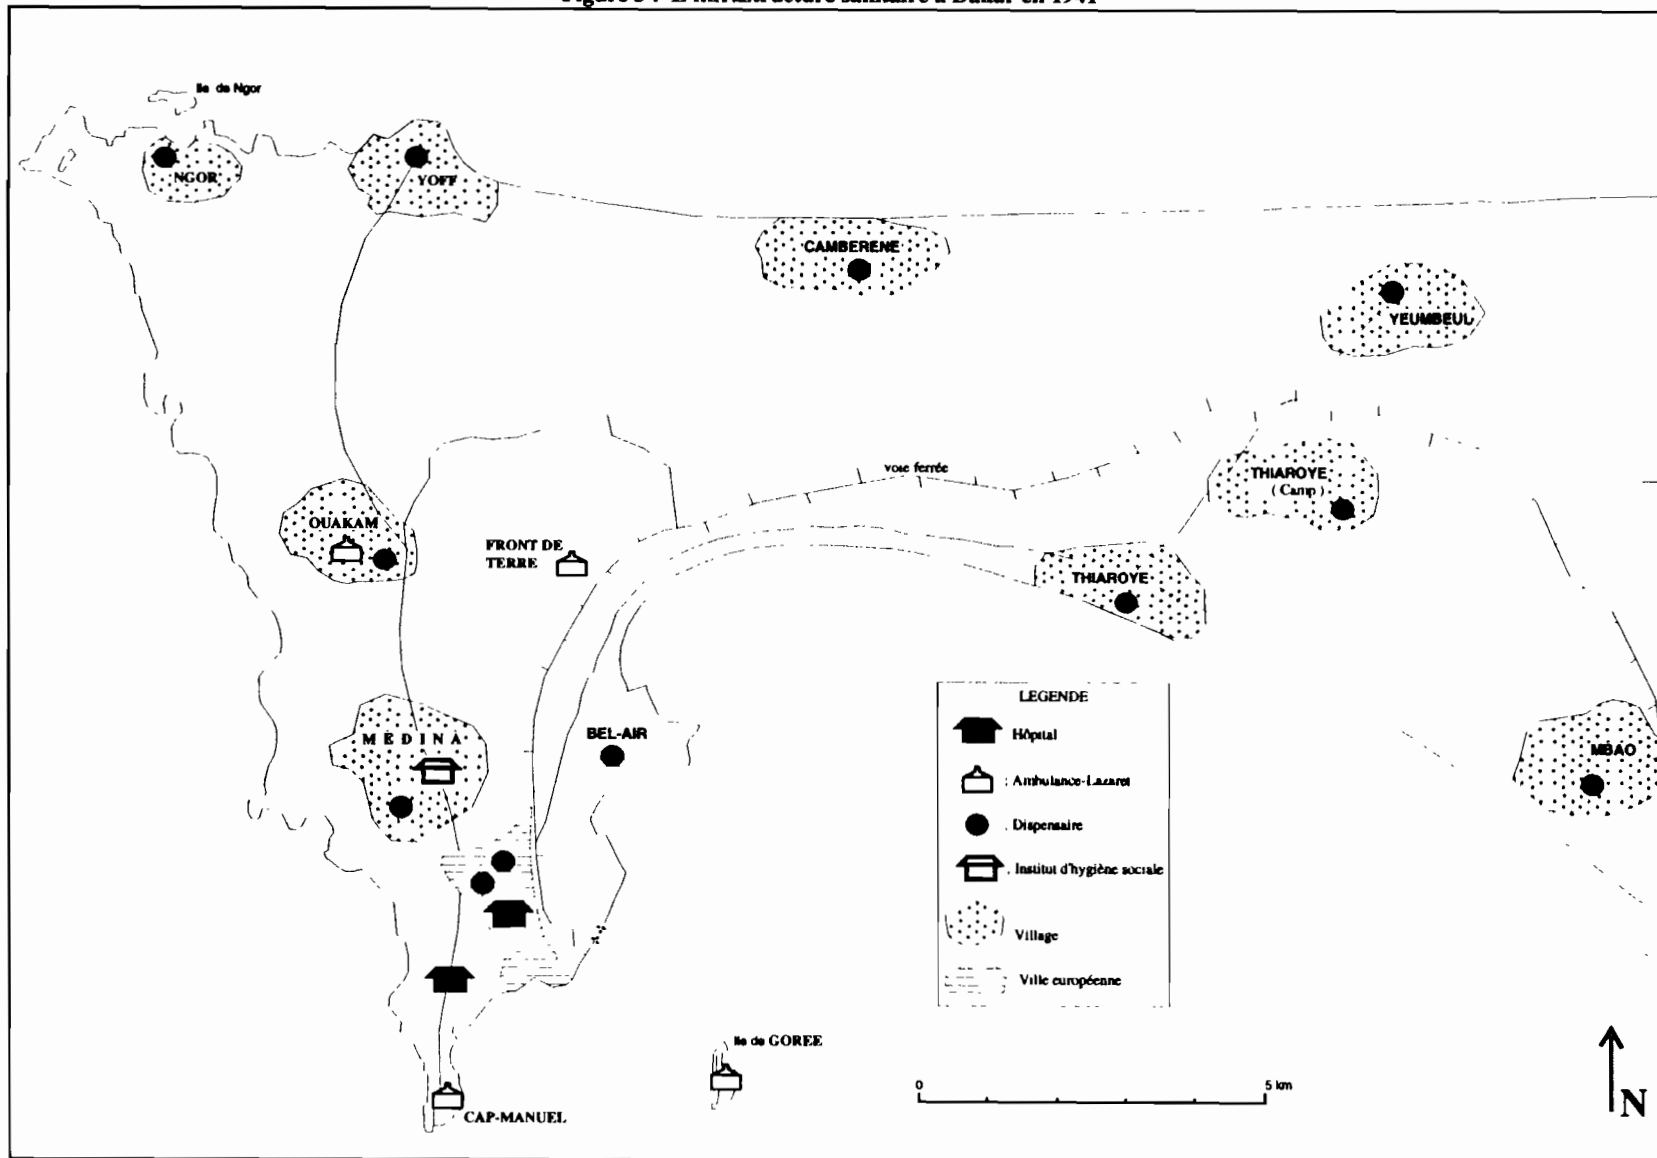 Ile de Ngor
NGOR
YOFF
CAMBERENE
YEUMBEUL
voie ferrée
THIAROYE
( Camp )
OUAKAM
FRONT DE
TERRE
THIAROYE
MEDINA
BEL-AIR
MBAO
LEGENDE
Hôpital
: Ambulance-Lazaret
. Dispensaire
. Institut d'hygiène sociale
Village
Ville européenne
Ile de GOREE
CAP-MANUEL
0 5 km
N